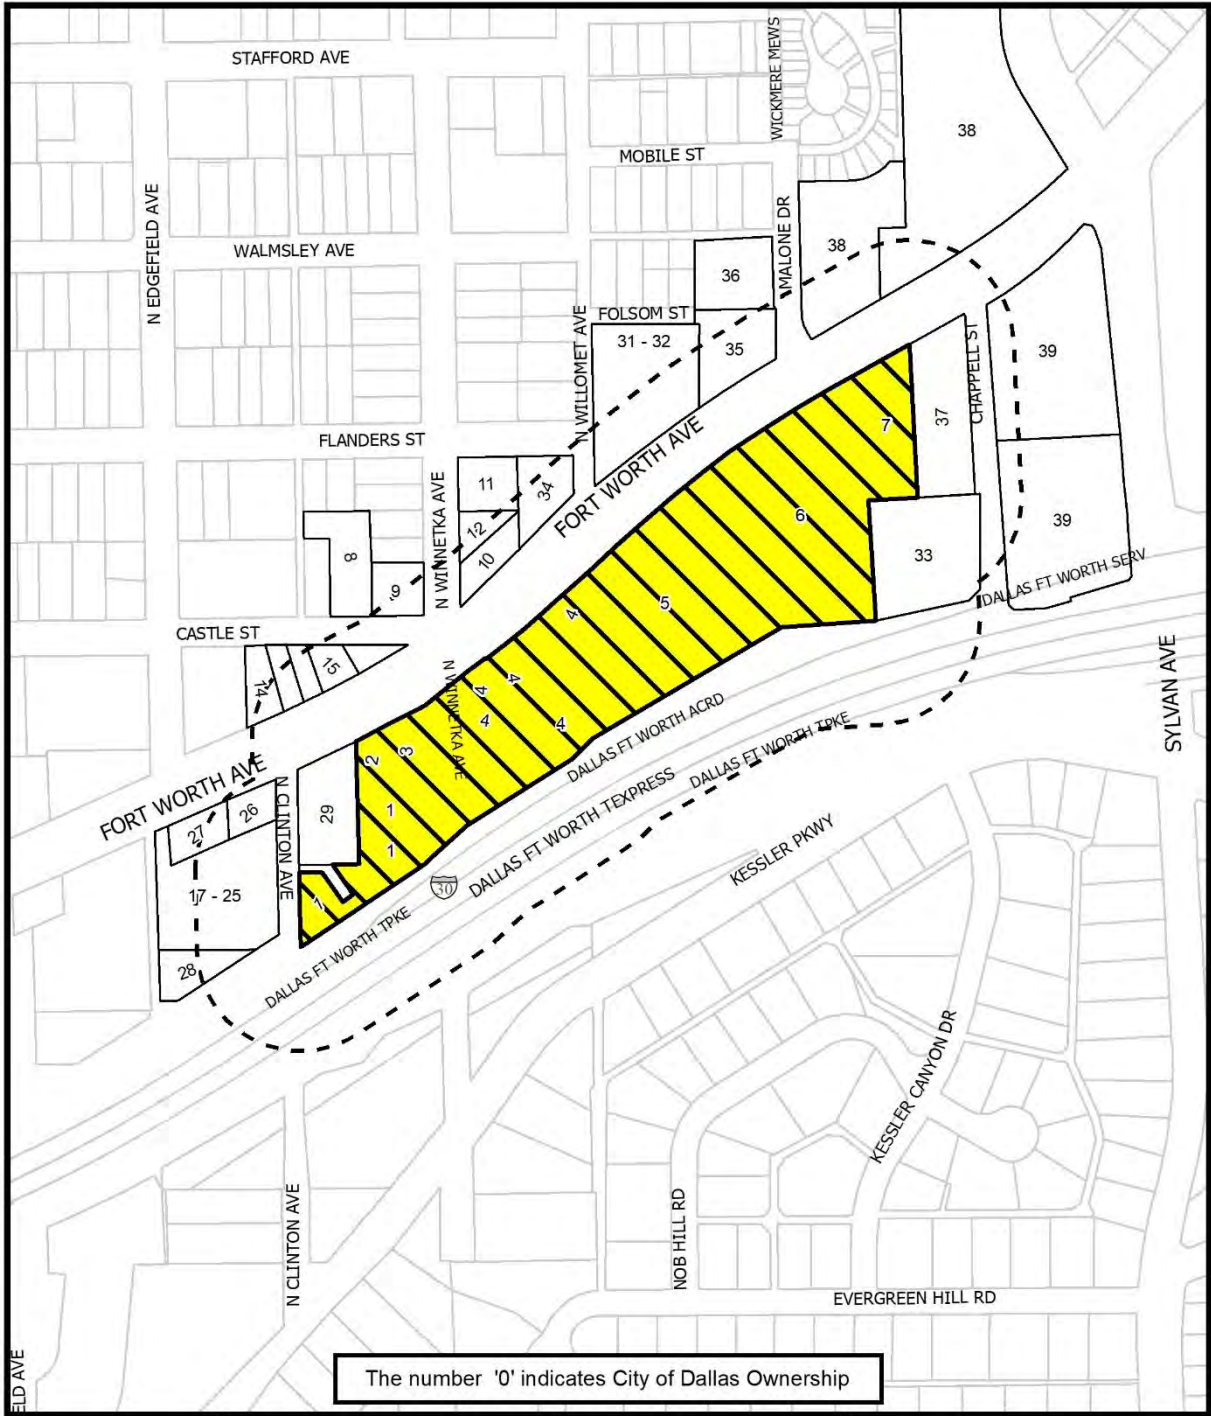 STAFFORD AVE
WICKMERE MEWS
38
MOBILE ST
N EDGEFIELD AVE
MALONE DR
WALMSLEY AVE
38
36
FOLSOM ST
31 - 32
35
39
N WILLOMET AVE
CHAPPELL ST
37
7
FLANDERS ST
FORT WORTH AVE
11
34
N WINNETKA AVE
12
10
6
39
8
33
9
DALLAS FT WORTH SERV
4
5
CASTLE ST
15
14
N WINNETKA AVE
4
4
4
4
SYLVAN AVE
DALLAS FT WORTH ACRD
DALLAS FT WORTH TPKE
2
3
FORT WORTH AVE
N CLINTON AVE
29
1
27
26
1
DALLAS FT WORTH TEXPRESS
KESSLER PKWY
30
17 - 25
1
DALLAS FT WORTH TPKE
28
KESSLER CANYON DR
N CLINTON AVE
NOB HILL RD
EVERGREEN HILL RD
ELD AVE
The number '0' indicates City of Dallas Ownership